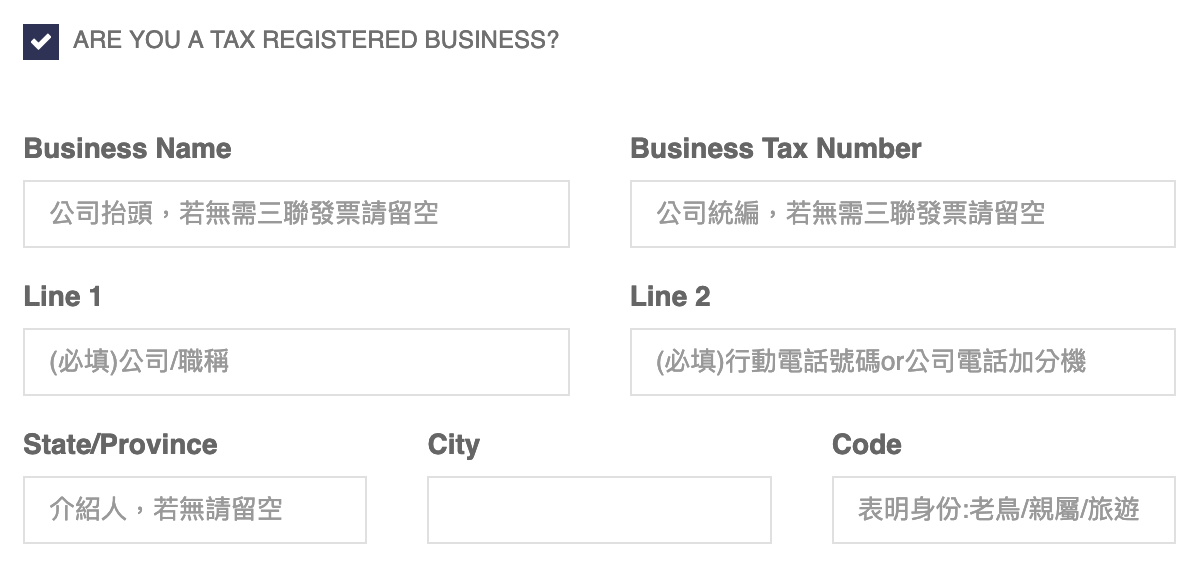 ARE YOU A TAX REGISTERED BUSINESS?
Business Name
Business Tax Number
公司抬頭，若無需三聯發票請留空
公司統編，若無需三聯發票請留空
Line 1
Line 2
(必填)公司/職稱
(必填)行動電話號碼or公司電話加分機
State/Province
City
Code
介紹人，若無請留空
表明身份:老鳥/親屬/旅遊